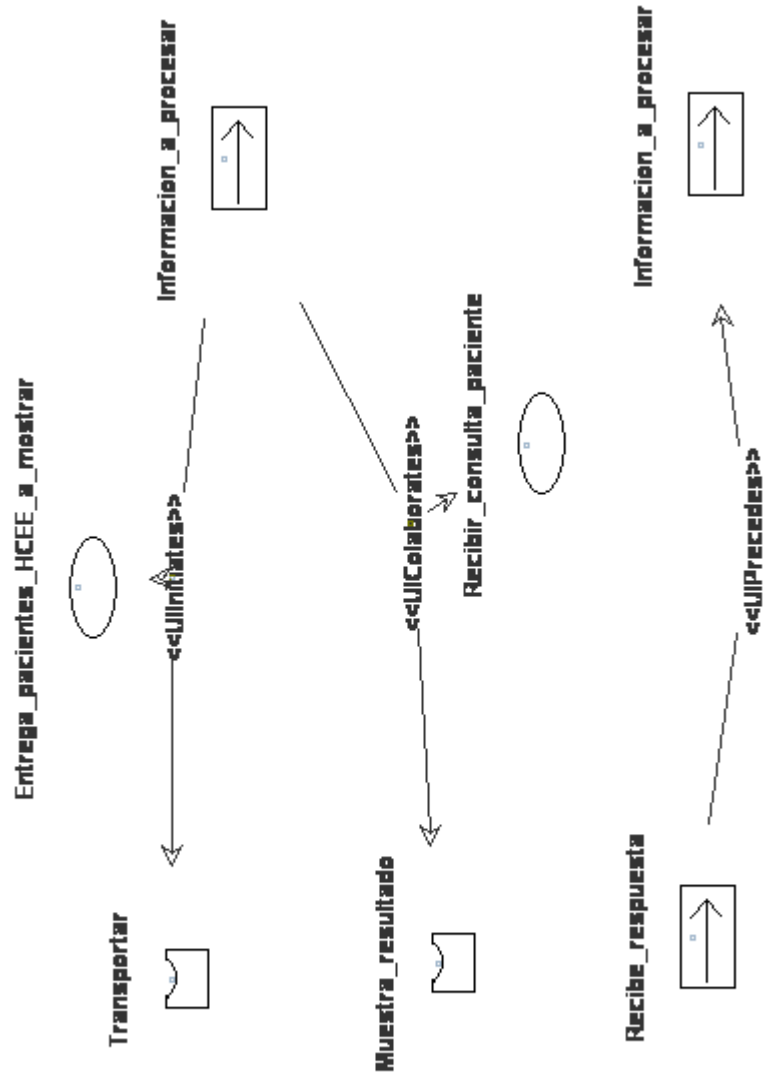 Entrega_pacientes_HCEE_a_mostrar
Transportar
<<UIInitiates>>
Informacion_a_procesar
Muestra_resultado
<<UIColaborates>>
Recibir_consulta_paciente
Recibe_respuesta
<<UIPrecedes>>
Informacion_a_procesar